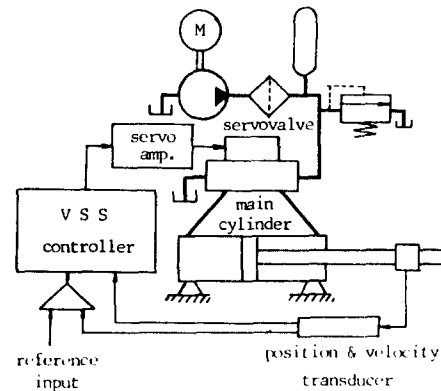 M
servovalve
servo
amp.
main
cylinder
V S S
controller
reference
input
position & velocity
transducer